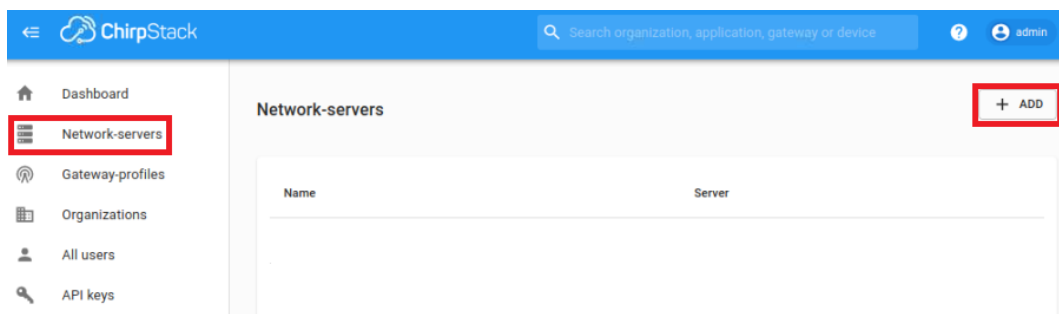 ChirpStack
Search organization, application, gateway or device
? admin
Dashboard
Network-servers
Gateway-profiles
Organizations
All users
API keys
Network-servers
+ ADD
Name Server